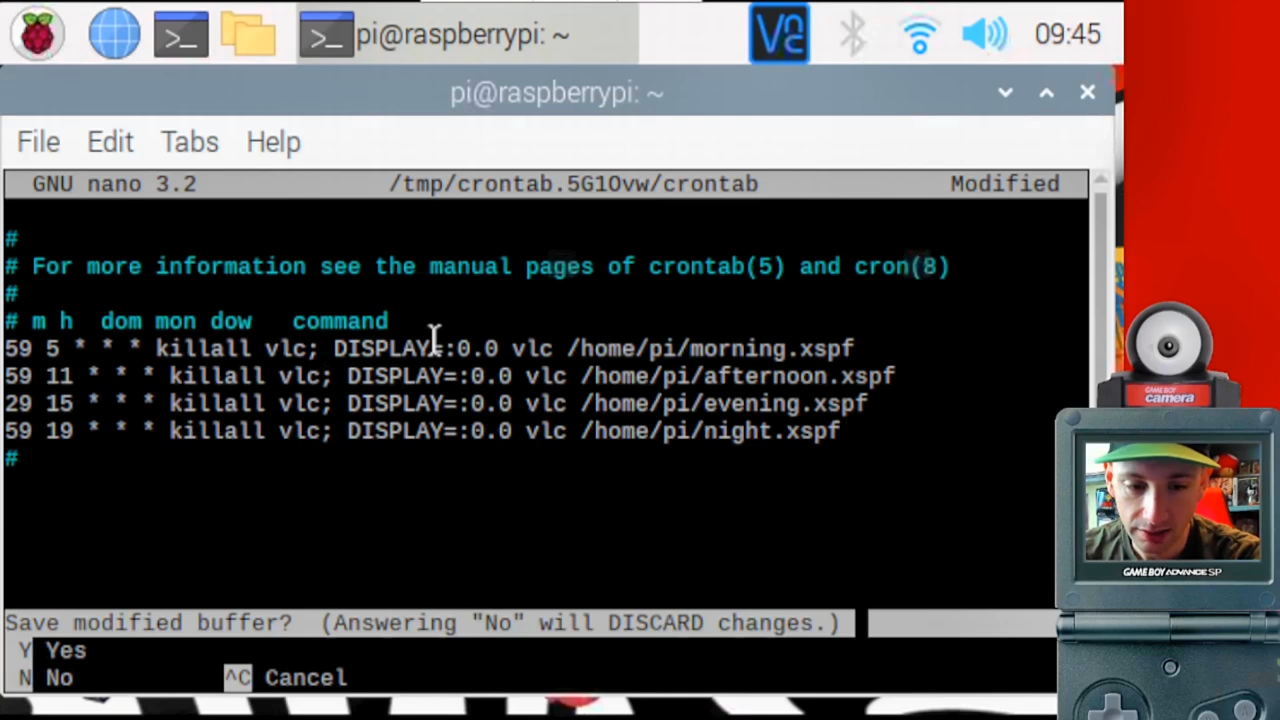 pi@raspberrypi: ~
09:45
pi@raspberrypi: ~
File Edit Tabs Help
GNU nano 3.2 /tmp/crontab.5G1Ovw/crontab Modified
#
# For more information see the manual pages of crontab(5) and cron(8)
#
# m h dom mon dow command
59 5 * * * killall vlc; DISPLAY=:0.0 vlc /home/pi/morning.xspf
59 11 * * * killall vlc; DISPLAY=:0.0 vlc /home/pi/afternoon.xspf
29 15 * * * killall vlc; DISPLAY=:0.0 vlc /home/pi/evening.xspf
59 19 * * * killall vlc; DISPLAY=:0.0 vlc /home/pi/night.xspf
#
Save modified buffer? (Answering "No" will DISCARD changes.)
Y Yes
N No ^C Cancel
GAME BOY
camera
GAME BOY ADVANCE SP